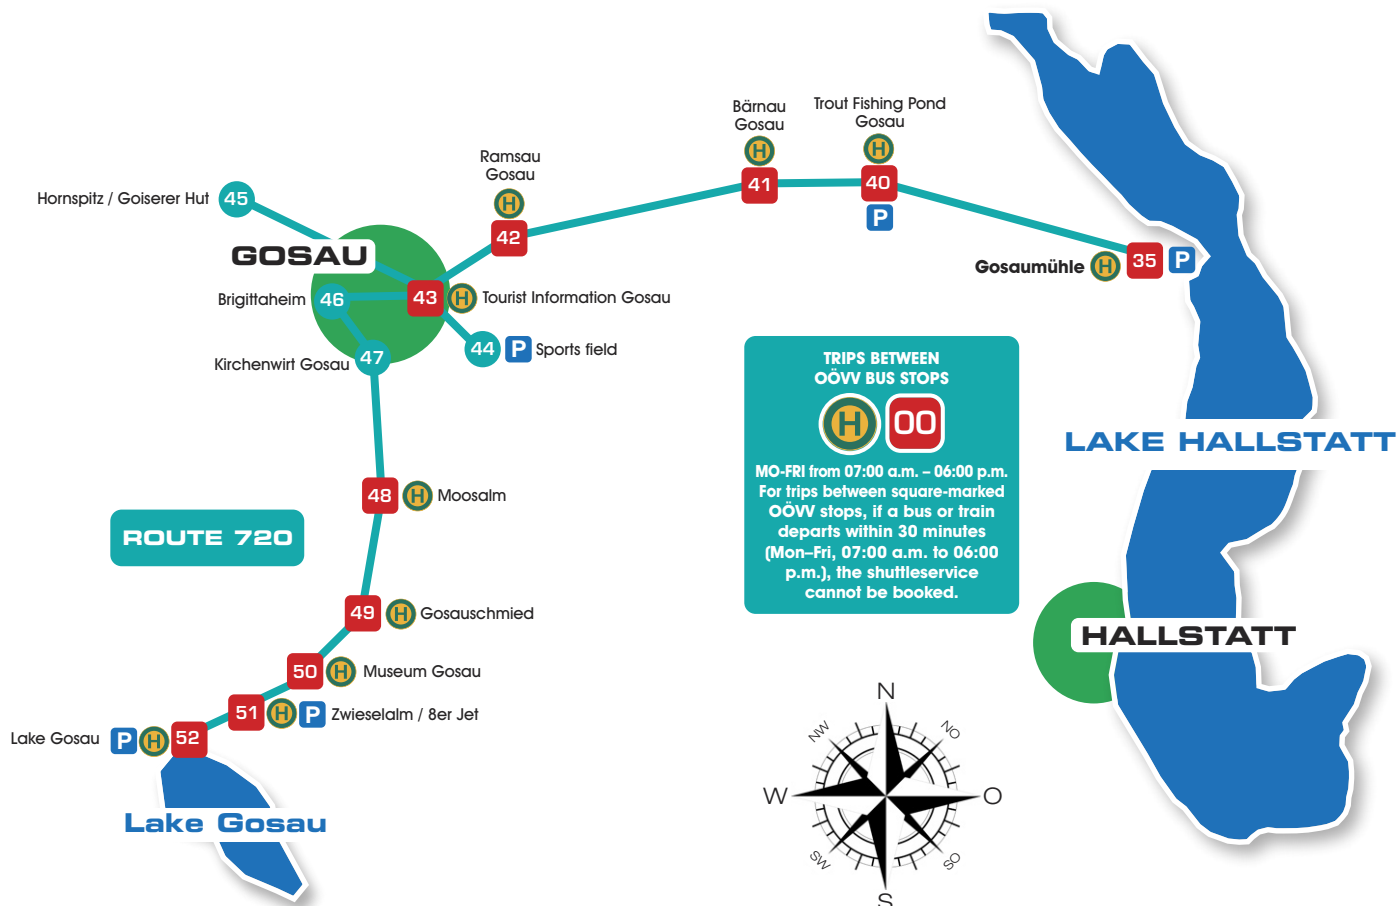 Bärnau
Gosau
H
41
Trout Fishing Pond
Gosau
H
40
P
Ramsau
Gosau
H
42
Hornspitz / Goiserer Hut
45
GOSAU
Brigittaheim
46
43
H
Tourist Information Gosau
Kirchenwirt Gosau
47
44
P
Sports field
Gosaumühle
H
35
P
TRIPS BETWEEN
OÖVV BUS STOPS
H
00
MO-FRI from 07:00 a.m. – 06:00 p.m.
For trips between square-marked
OÖVV stops, if a bus or train
departs within 30 minutes
(Mon–Fri, 07:00 a.m. to 06:00
p.m.), the shuttleservice
cannot be booked.
LAKE HALLSTATT
48
H
Moosalm
ROUTE 720
49
H
Gosauschmied
HALLSTATT
50
H
Museum Gosau
51
H
P
Zwieselalm / 8er Jet
Lake Gosau
P
H
52
Lake Gosau
N
NW
NO
W
O
SW
SO
S